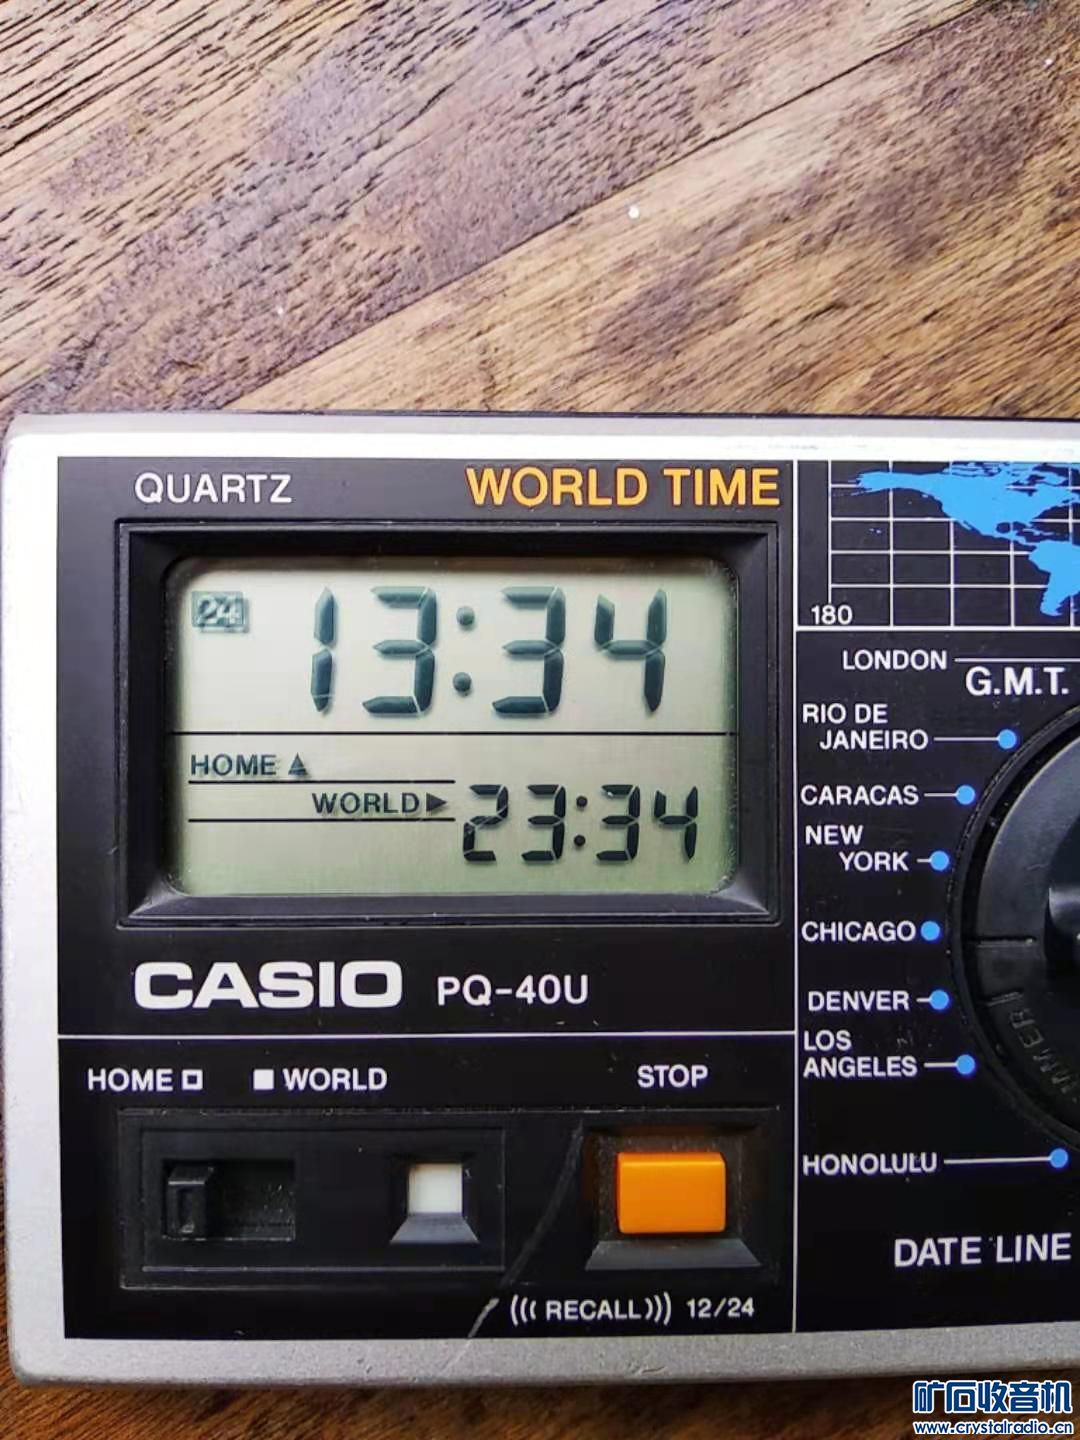 QUARTZ
WORLD TIME
24
13:34
HOME ▲
WORLD ▶ 23:34
CASIO PQ-40U
HOME □ ■ WORLD
STOP
(((RECALL))) 12/24
180
LONDON
G.M.T.
RIO DE
JANEIRO
CARACAS
NEW
YORK
CHICAGO
DENVER
LOS
ANGELES
HONOLULU
DATE LINE
矿石收音机
www.crystalradio.cn